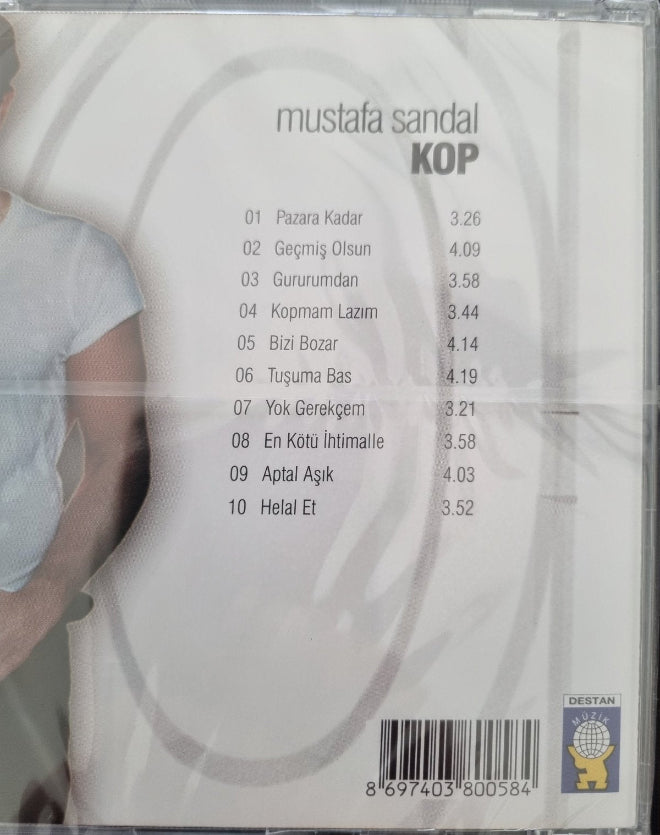 mustafa sandal
KOP
01 Pazara Kadar 3.26
02 Geçmiş Olsun 4.09
03 Gururumdan 3.58
04 Kopmam Lazım 3.44
05 Bizi Bozar 4.14
06 Tuşuma Bas 4.19
07 Yok Gerekçem 3.21
08 En Kötü İhtimalle 3.58
09 Aptal Aşık 4.03
10 Helal Et 3.52
DESTAN
MÜZİK
8 697403 800584